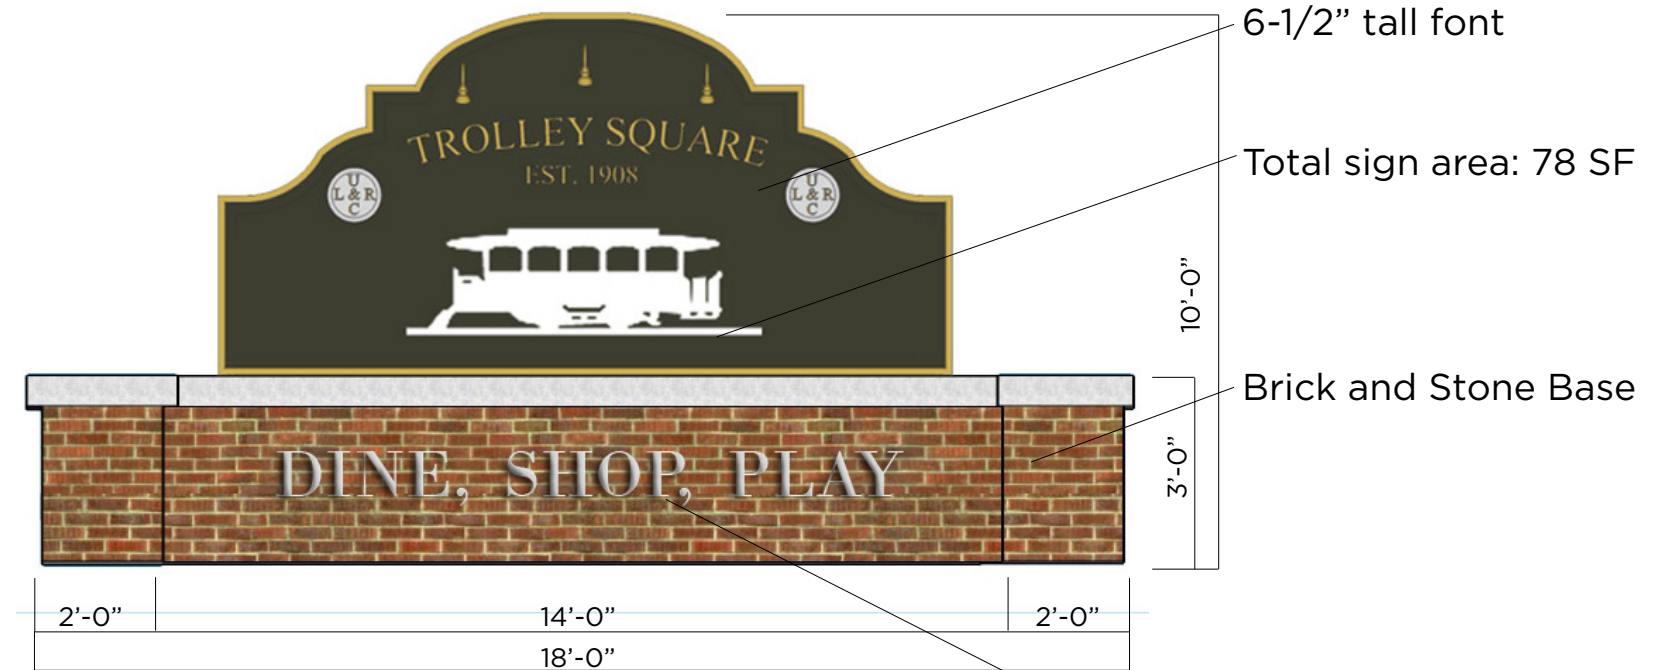 6-1/2” tall font
TROLLEY SQUARE
EST. 1908
U
L & R
C
U
L & R
C
Total sign area: 78 SF
10’-0”
Brick and Stone Base
3’-0”
DINE, SHOP, PLAY
2’-0”
14’-0”
2’-0”
18’-0”